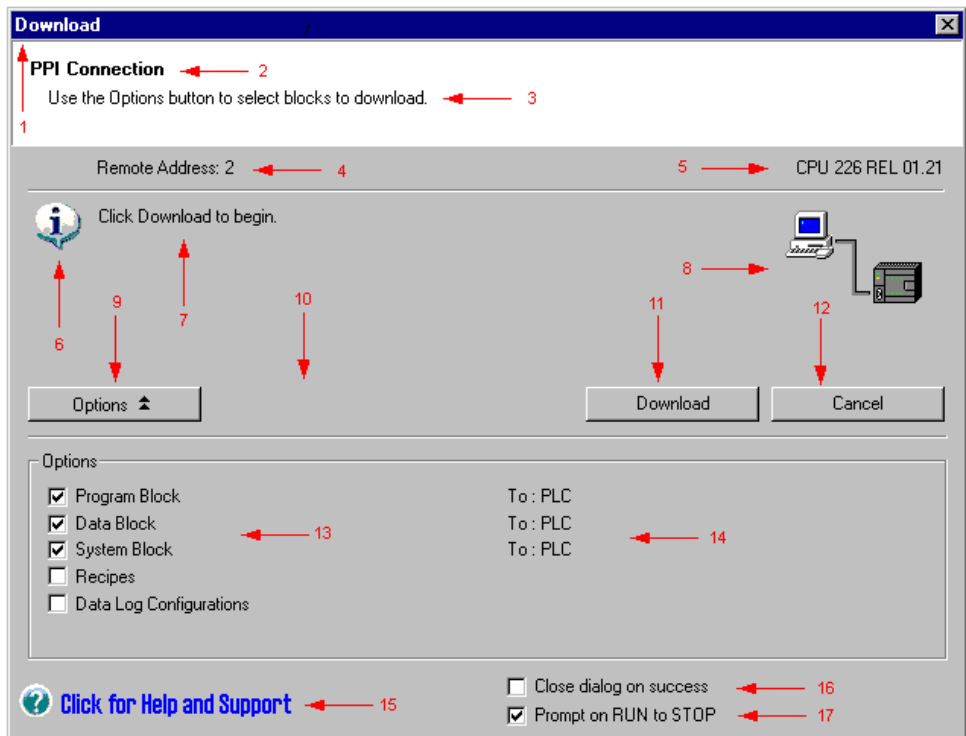 Download
PPI Connection 2
Use the Options button to select blocks to download. 3
1
Remote Address: 2 4 5 CPU 226 REL 01.21
Click Download to begin.
8
9 10 11 12
6 7
Options Download Cancel
Options
Program Block To : PLC
Data Block To : PLC
13 14
System Block To : PLC
Recipes
Data Log Configurations
Click for Help and Support 15
Close dialog on success 16
Prompt on RUN to STOP 17